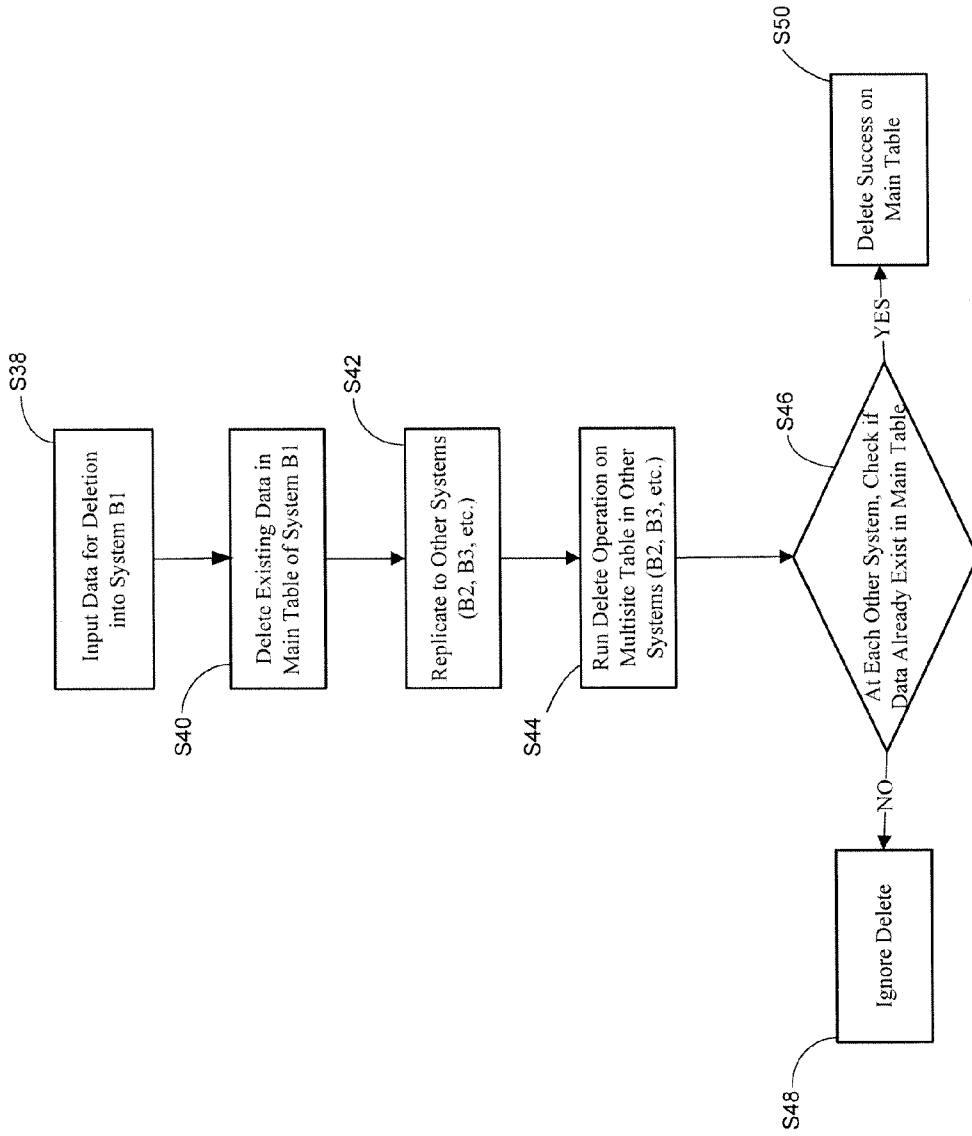 S38
Input Data for Deletion
into System B1
S40
Delete Existing Data in
Main Table of System B1
S42
Replicate to Other Systems
(B2, B3, etc.)
S44
Run Delete Operation on
Multisite Table in Other
Systems (B2, B3, etc.)
S46
At Each Other System, Check if
Data Already Exist in Main Table
NO
YES
S48
Ignore Delete
S50
Delete Success on
Main Table